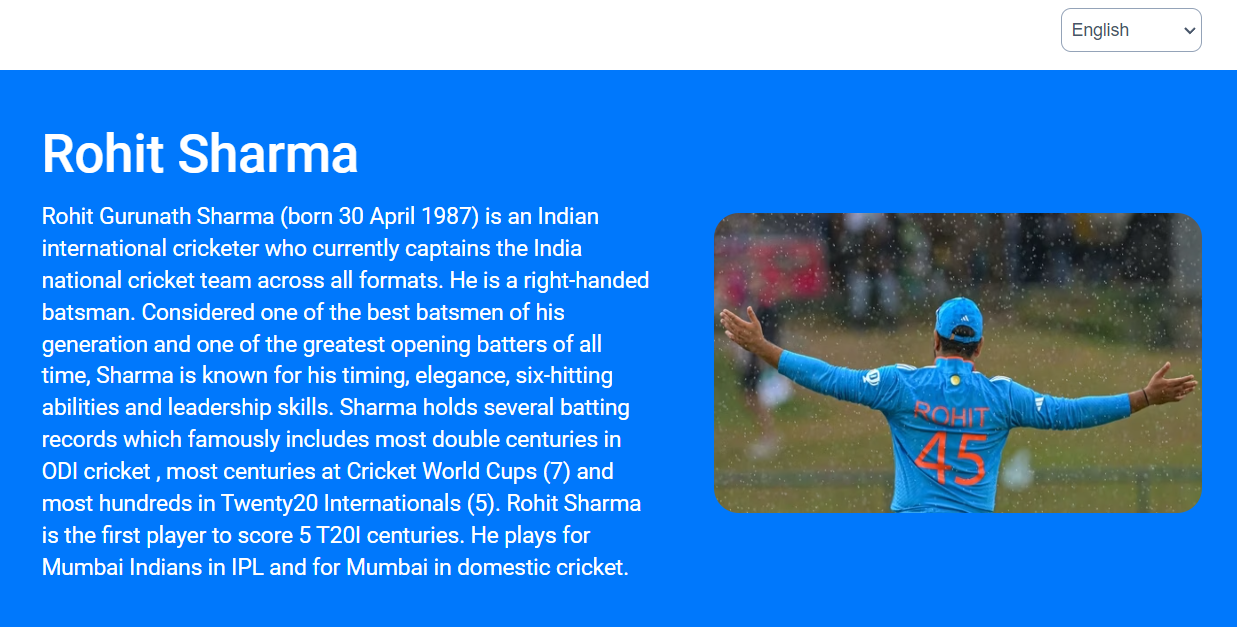 English
Rohit Sharma
Rohit Gurunath Sharma (born 30 April 1987) is an Indian
international cricketer who currently captains the India
national cricket team across all formats. He is a right-handed
batsman. Considered one of the best batsmen of his
generation and one of the greatest opening batters of all
time, Sharma is known for his timing, elegance, six-hitting
abilities and leadership skills. Sharma holds several batting
records which famously includes most double centuries in
ODI cricket , most centuries at Cricket World Cups (7) and
most hundreds in Twenty20 Internationals (5). Rohit Sharma
is the first player to score 5 T20I centuries. He plays for
Mumbai Indians in IPL and for Mumbai in domestic cricket.
ROHIT
45